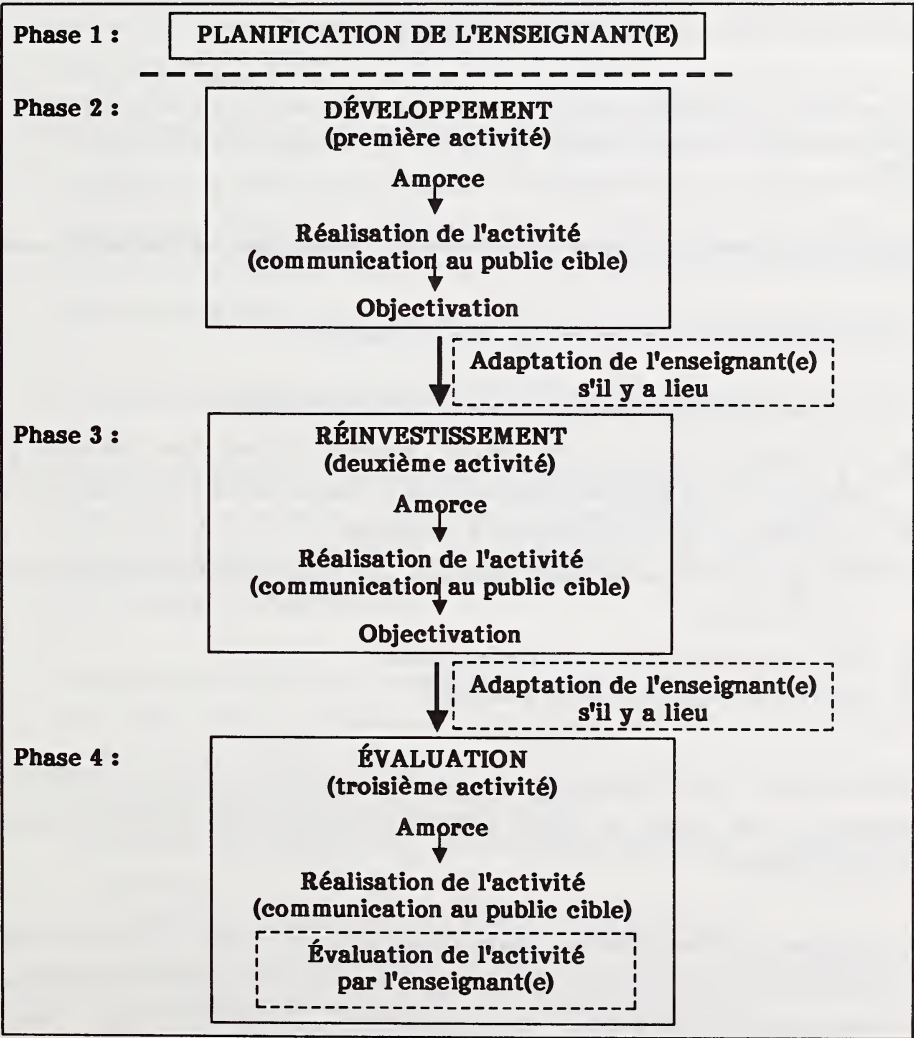 Phase 1 : PLANIFICATION DE L'ENSEIGNANT(E)
Phase 2 : DÉVELOPPEMENT
(première activité)
Amorce
Réalisation de l'activité
(communication au public cible)
Objectivation
Adaptation de l'enseignant(e)
s'il y a lieu
Phase 3 : RÉINVESTISSEMENT
(deuxième activité)
Amorce
Réalisation de l'activité
(communication au public cible)
Objectivation
Adaptation de l'enseignant(e)
s'il y a lieu
Phase 4 : ÉVALUATION
(troisième activité)
Amorce
Réalisation de l'activité
(communication au public cible)
Évaluation de l'activité
par l'enseignant(e)